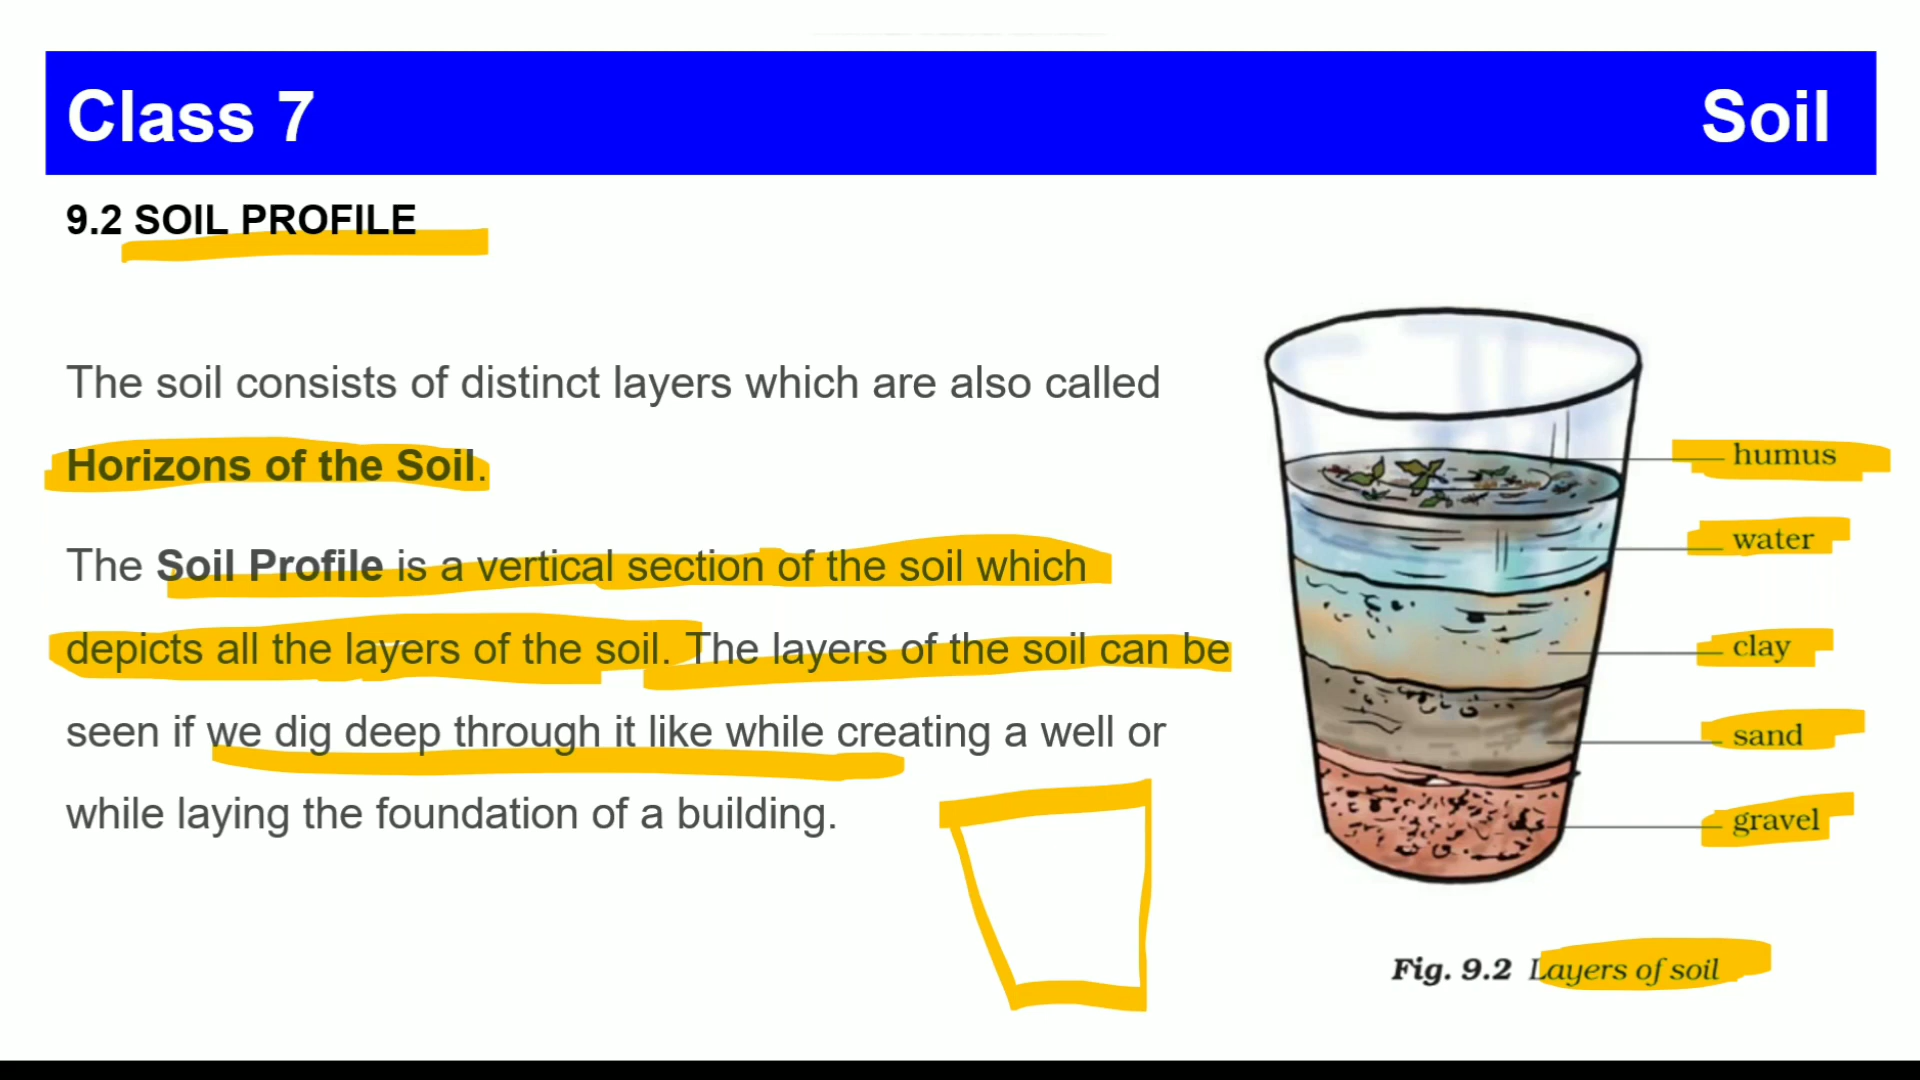 Class 7
Soil
9.2 SOIL PROFILE
The soil consists of distinct layers which are also called
Horizons of the Soil.
The Soil Profile is a vertical section of the soil which
depicts all the layers of the soil. The layers of the soil can be
seen if we dig deep through it like while creating a well or
while laying the foundation of a building.
humus
water
clay
sand
gravel
Fig. 9.2 Layers of soil